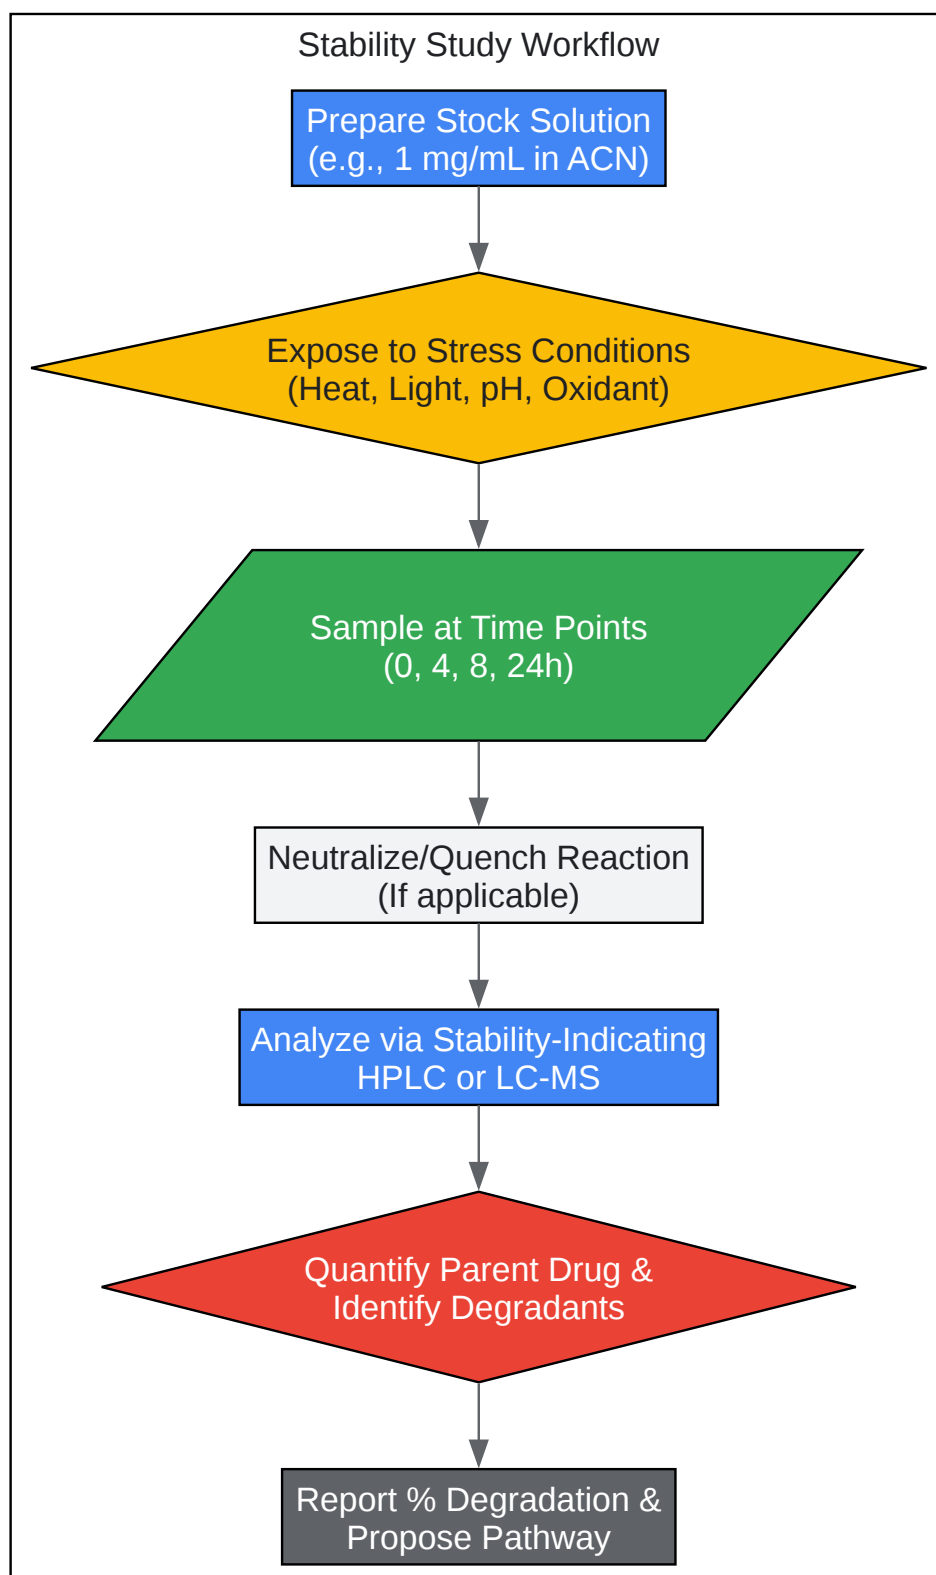 Stability Study Workflow
Prepare Stock Solution
(e.g., 1 mg/mL in ACN)
Expose to Stress Conditions
(Heat, Light, pH, Oxidant)
Sample at Time Points
(0, 4, 8, 24h)
Neutralize/Quench Reaction
(If applicable)
Analyze via Stability-Indicating
HPLC or LC-MS
Quantify Parent Drug &
Identify Degradants
Report % Degradation &
Propose Pathway